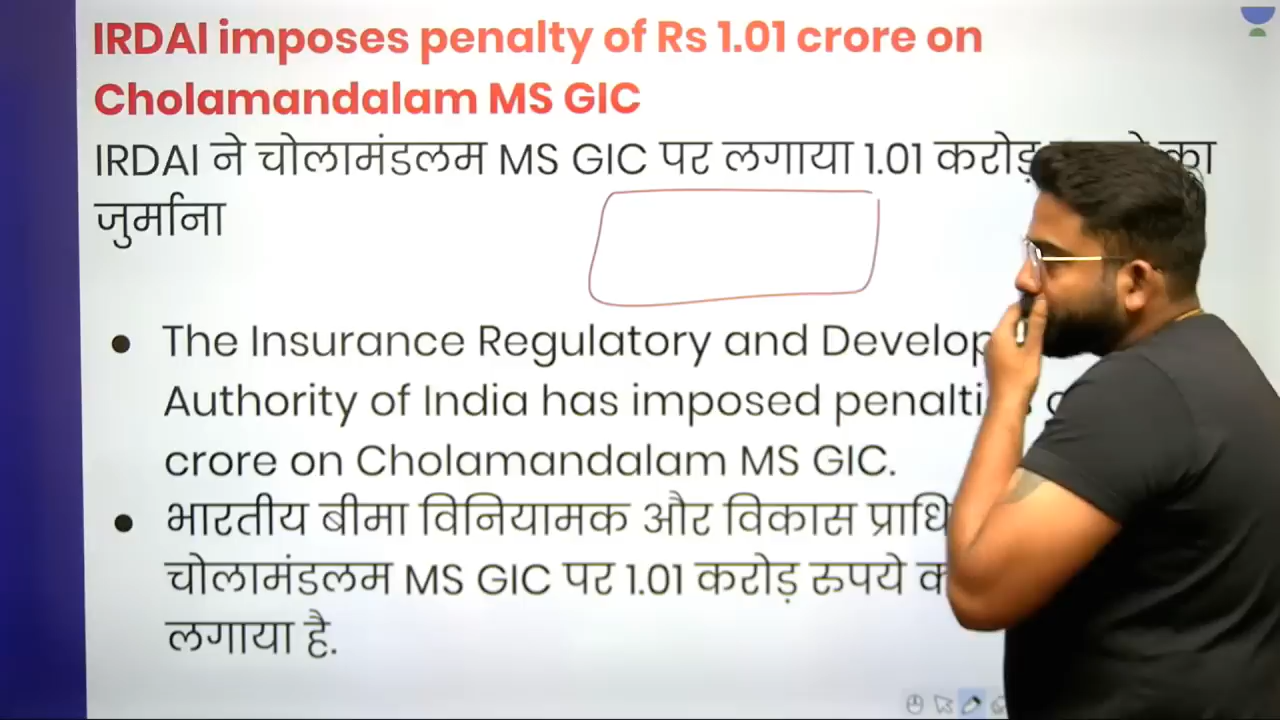 IRDAI imposes penalty of Rs 1.01 crore on
Cholamandalam MS GIC
IRDAI ने चोलामंडलम MS GIC पर लगाया 1.01 करोड़ का
जुर्माना
The Insurance Regulatory and
Authority of India has imposed
crore on Cholamandalam MS GIC.
भारतीय बीमा विनियामक और विकास
चोलामंडलम MS GIC पर 1.01 करोड़ रुपये
लगाया है.